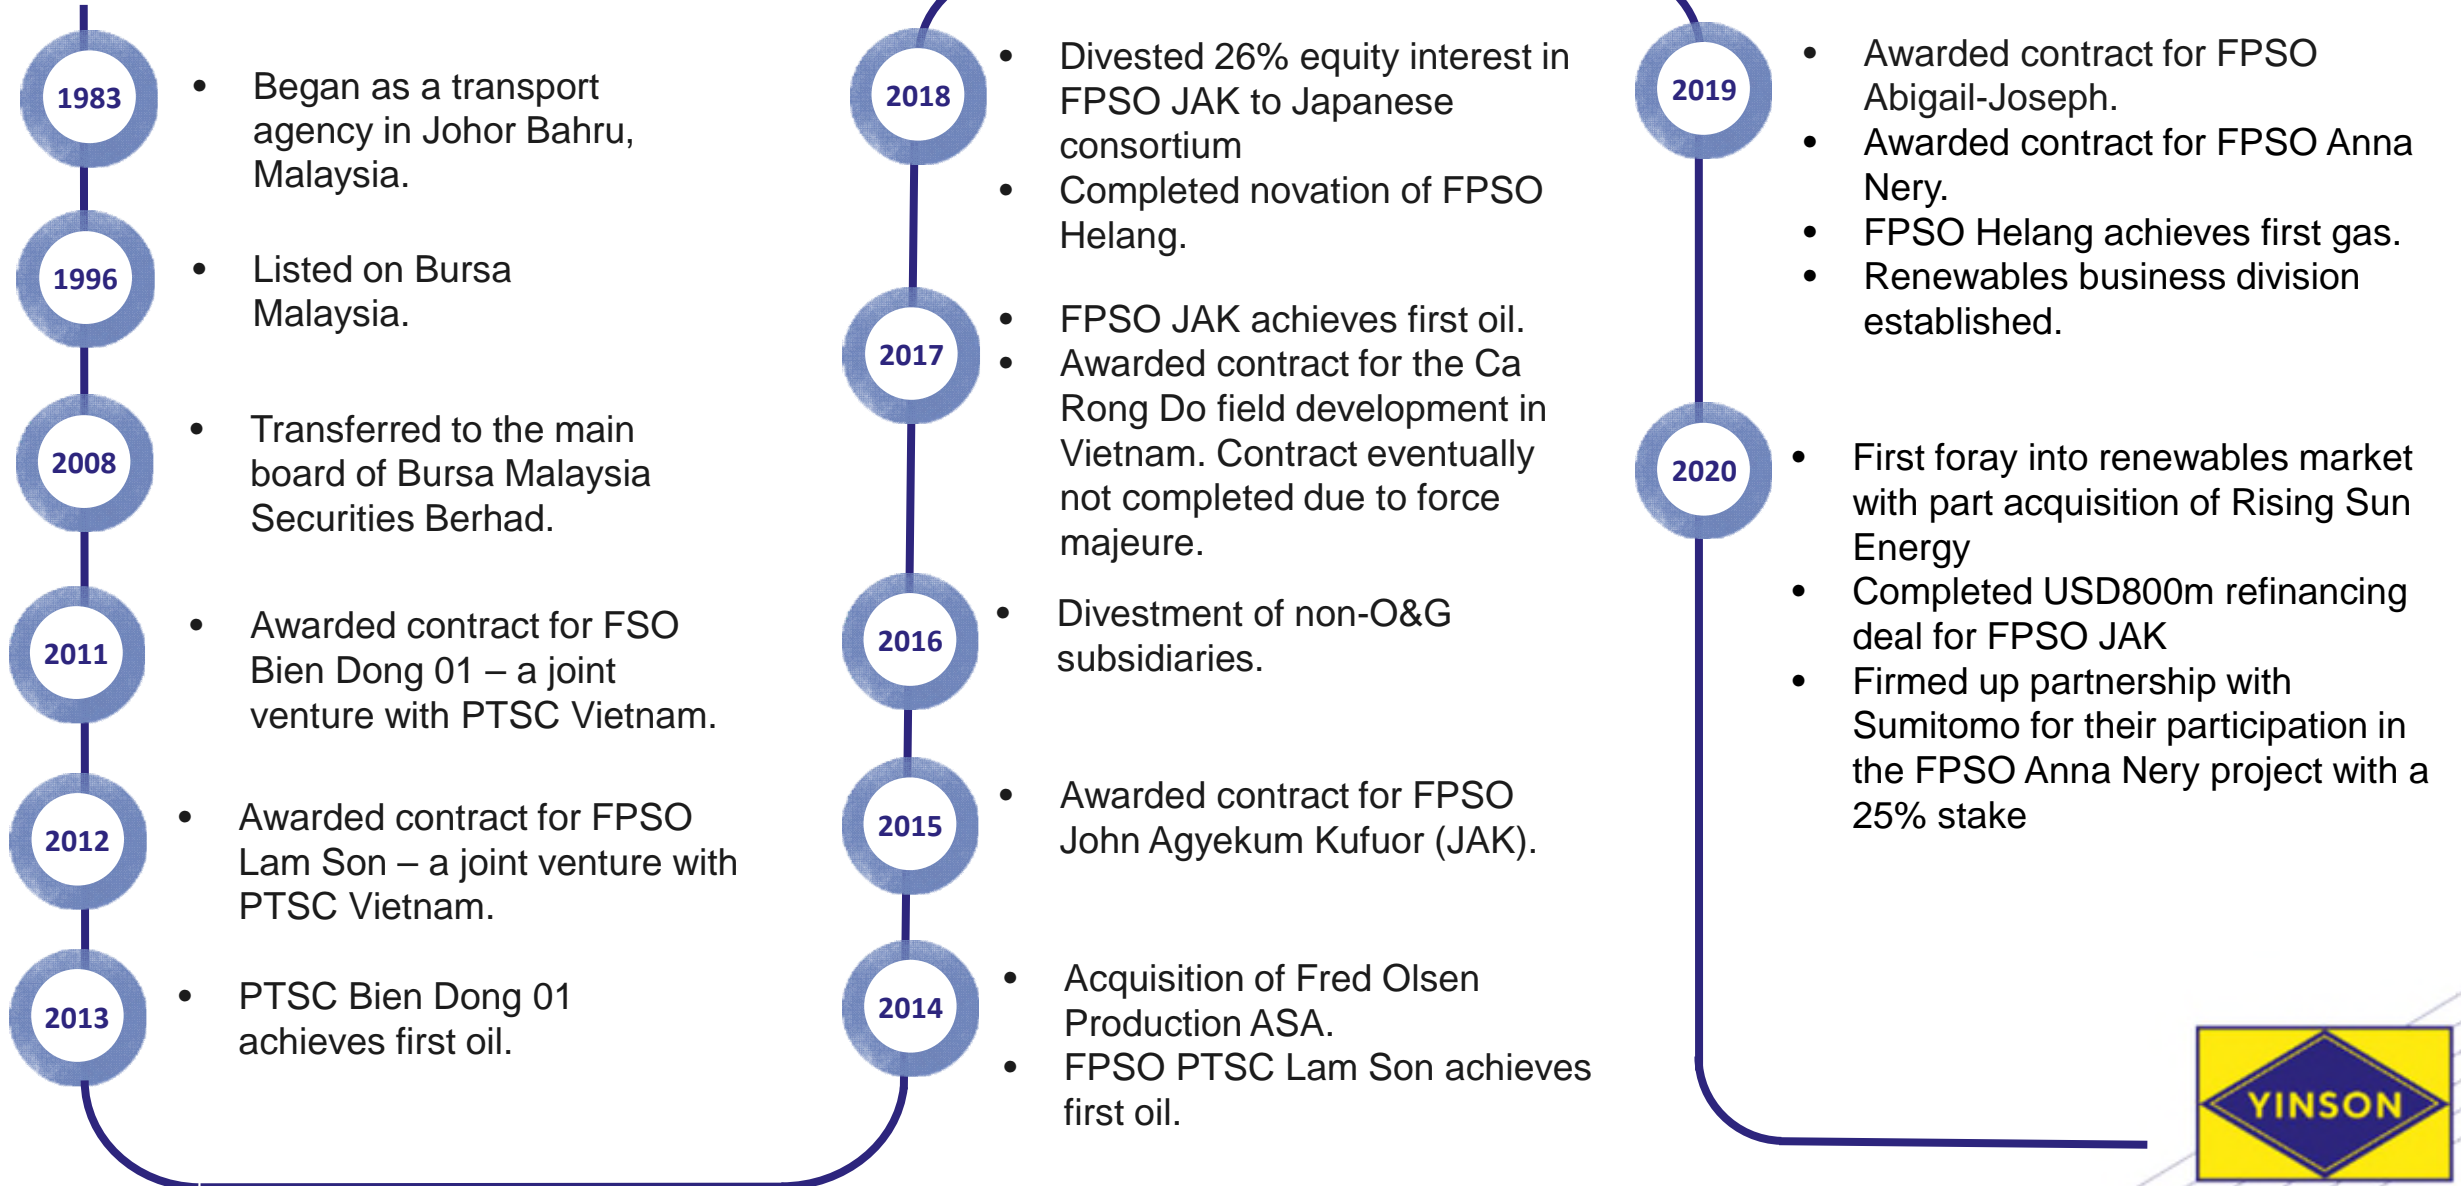 1983
• Began as a transport
agency in Johor Bahru,
Malaysia.
1996
• Listed on Bursa
Malaysia.
2008
• Transferred to the main
board of Bursa Malaysia
Securities Berhad.
2011
• Awarded contract for FSO
Bien Dong 01 – a joint
venture with PTSC Vietnam.
2012
• Awarded contract for FPSO
Lam Son – a joint venture with
PTSC Vietnam.
2013
• PTSC Bien Dong 01
achieves first oil.
2018
• Divested 26% equity interest in
FPSO JAK to Japanese
consortium
• Completed novation of FPSO
Helang.
2017
• FPSO JAK achieves first oil.
• Awarded contract for the Ca
Rong Do field development in
Vietnam. Contract eventually
not completed due to force
majeure.
2016
• Divestment of non-O&G
subsidiaries.
2015
• Awarded contract for FPSO
John Agyekum Kufuor (JAK).
2014
• Acquisition of Fred Olsen
Production ASA.
• FPSO PTSC Lam Son achieves
first oil.
2019
• Awarded contract for FPSO
Abigail-Joseph.
• Awarded contract for FPSO Anna
Nery.
• FPSO Helang achieves first gas.
• Renewables business division
established.
2020
• First foray into renewables market
with part acquisition of Rising Sun
Energy
• Completed USD800m refinancing
deal for FPSO JAK
• Firmed up partnership with
Sumitomo for their participation in
the FPSO Anna Nery project with a
25% stake
YINSON